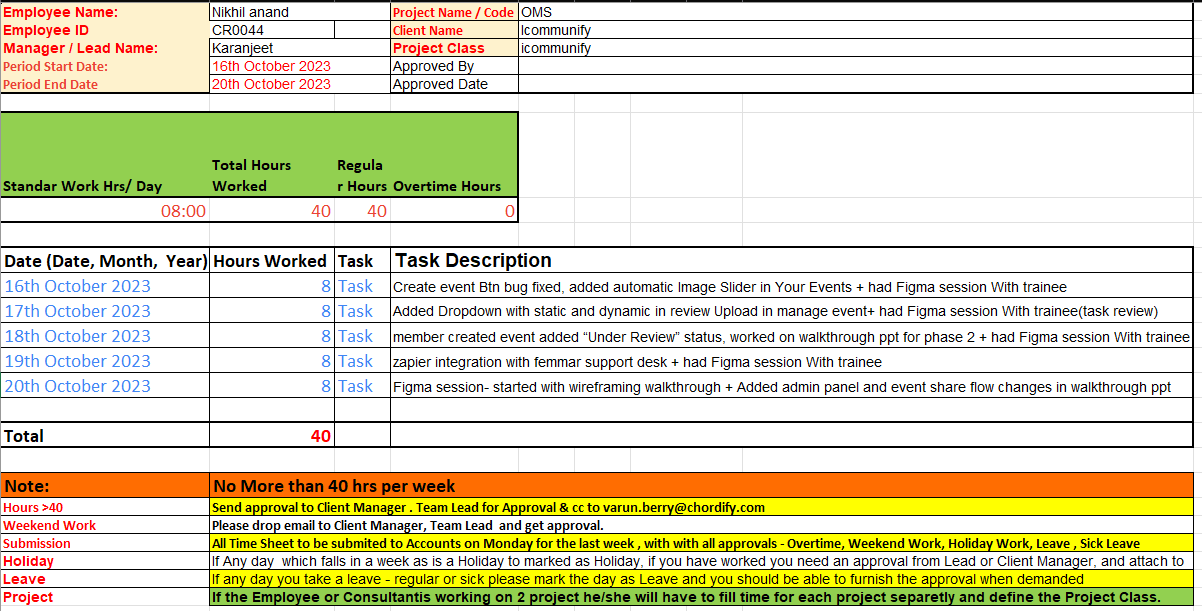 Employee Name: Nikhil anand Project Name / Code OMS
Employee ID CR0044 Client Name Icommunify
Manager / Lead Name: Karanjeet Project Class icommunify
Period Start Date: 16th October 2023 Approved By
Period End Date 20th October 2023 Approved Date
Total Hours Regula
Standar Work Hrs/ Day Worked r Hours Overtime Hours
08:00 40 40 0
Date (Date, Month, Year) Hours Worked Task Task Description
16th October 2023 8 Task Create event Btn bug fixed, added automatic Image Slider in Your Events + had Figma session With trainee
17th October 2023 8 Task Added Dropdown with static and dynamic in review Upload in manage event+ had Figma session With trainee(task review)
18th October 2023 8 Task member created event added “Under Review” status, worked on walkthrough ppt for phase 2 + had Figma session With trainee
19th October 2023 8 Task zapier integration with femmar support desk + had Figma session With trainee
20th October 2023 8 Task Figma session- started with wireframing walkthrough + Added admin panel and event share flow changes in walkthrough ppt
Total 40
Note: No More than 40 hrs per week
Hours >40 Send approval to Client Manager . Team Lead for Approval & cc to varun.berry@chordify.com
Weekend Work Please drop email to Client Manager, Team Lead and get approval.
Submission All Time Sheet to be submited to Accounts on Monday for the last week , with with all approvals - Overtime, Weekend Work, Holiday Work, Leave , Sick Leave
Holiday If Any day which falls in a week as is a Holiday to marked as Holiday, if you have worked you need an approval from Lead or Client Manager, and attach to
Leave If any day you take a leave - regular or sick please mark the day as Leave and you should be able to furnish the approval when demanded
Project If the Employee or Consultantis working on 2 project he/she will have to fill time for each project separetly and define the Project Class.